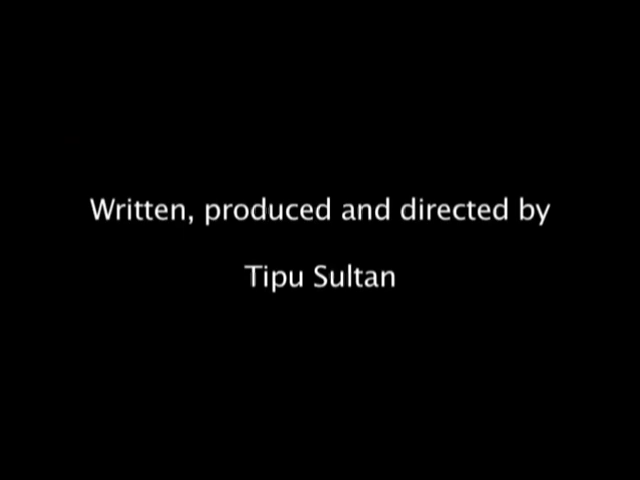 Written, produced and directed by
Tipu Sultan